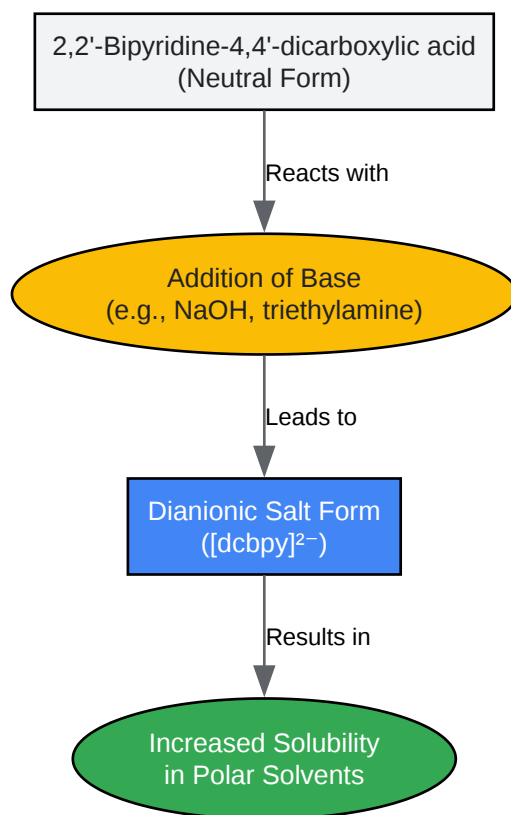 2,2'-Bipyridine-4,4'-dicarboxylic acid
(Neutral Form)
Reacts with
Addition of Base
(e.g., NaOH, triethylamine)
Leads to
Dianionic Salt Form
([dcbpy]²⁻)
Results in
Increased Solubility
in Polar Solvents